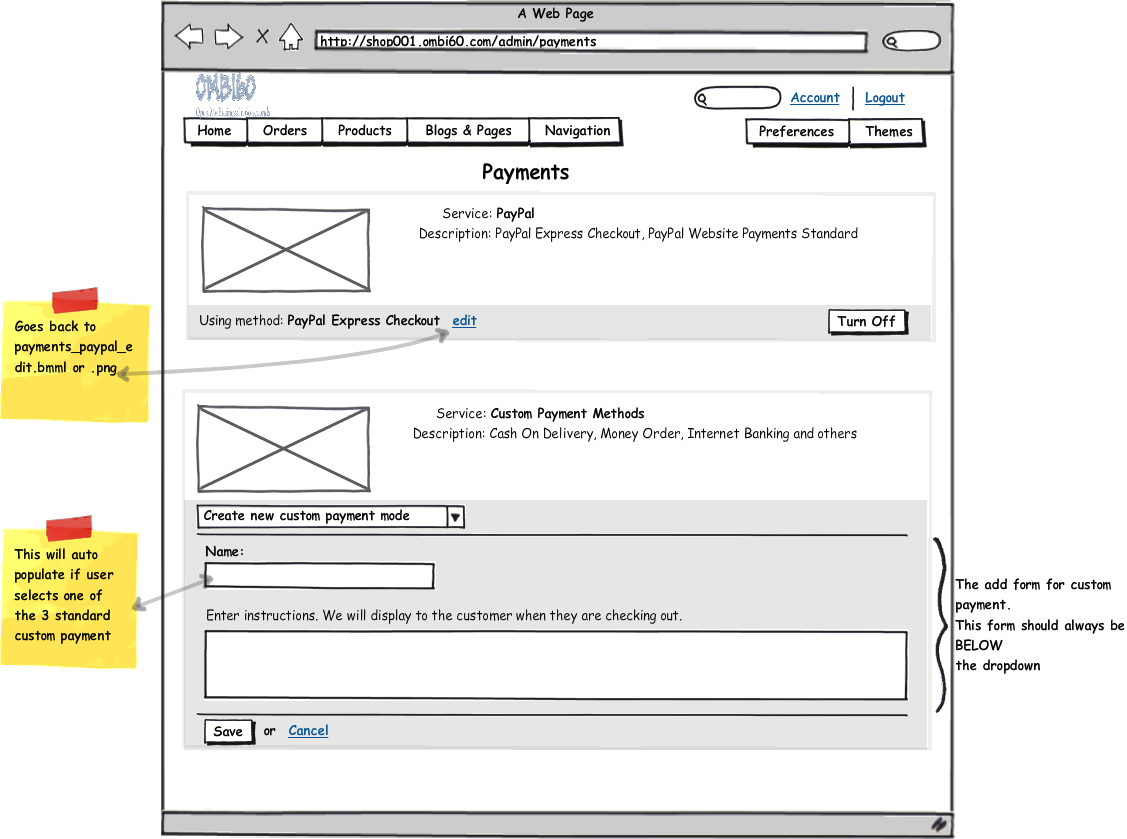 A Web Page
http://shop001.ombi60.com/admin/payments
OMBI60
Account
Logout
Home
Orders
Products
Blogs & Pages
Navigation
Preferences
Themes
Payments
Service: PayPal
Description: PayPal Express Checkout, PayPal Website Payments Standard
Using method: PayPal Express Checkout edit
Turn Off
Goes back to
payments_paypal_e
dit.bmml or .png
Service: Custom Payment Methods
Description: Cash On Delivery, Money Order, Internet Banking and others
Create new custom payment mode
Name:
This will auto
populate if user
selects one of
the 3 standard
custom payment
Enter instructions. We will display to the customer when they are checking out.
The add form for custom
payment.
This form should always be
BELOW
the dropdown
Save or Cancel